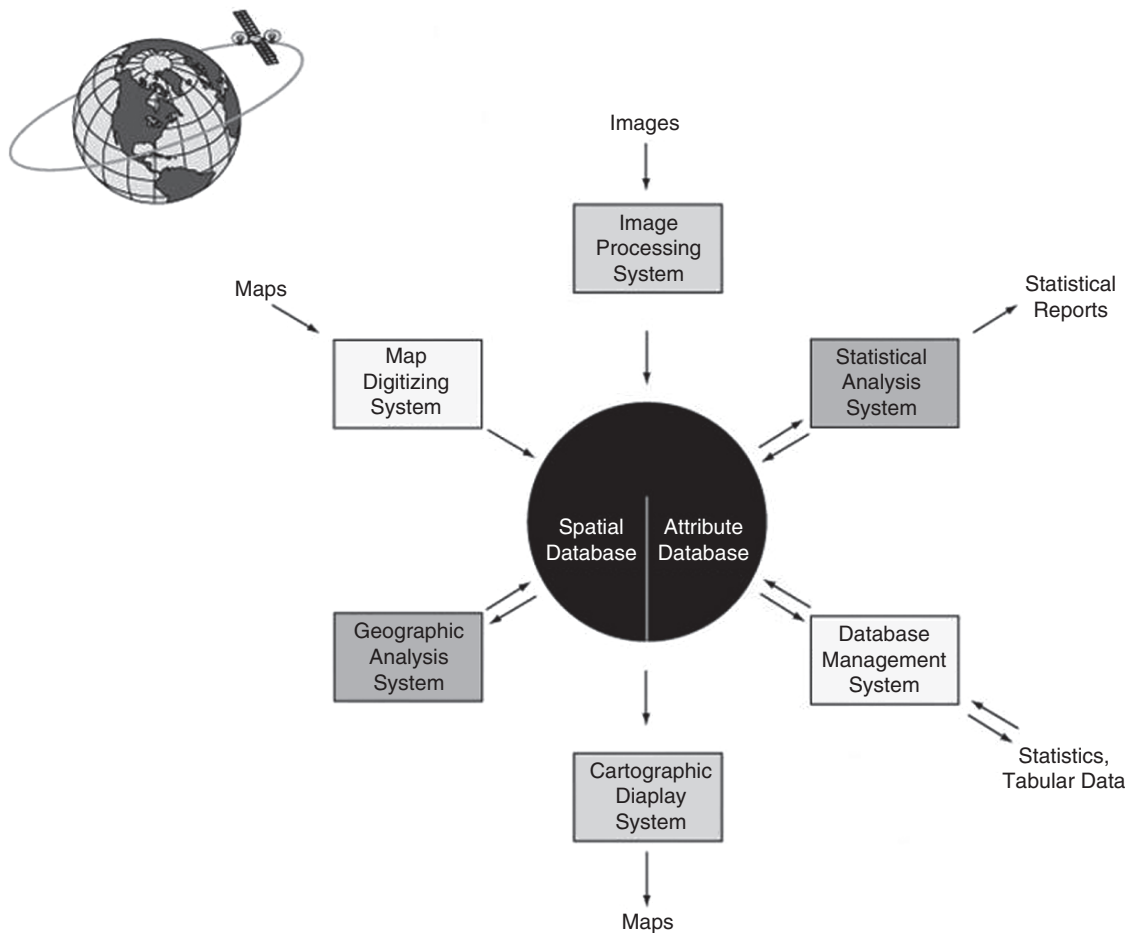 Images
Image
Processing
System
Maps
Map
Digitizing
System
Statistical
Reports
Statistical
Analysis
System
Spatial
Database
Attribute
Database
Geographic
Analysis
System
Database
Management
System
Statistics,
Tabular Data
Cartographic
Diaplay
System
Maps